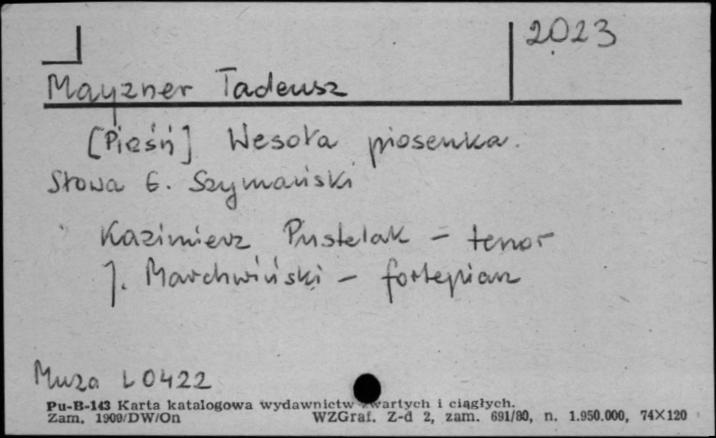 2023
Mayzner Tadeusz
[Pieśń] Wesoła piosenka.
Słowa E. Szymański
Kazimierz Pustelak – tenor
J. Marchwiński – fortepian
Muza L 0422
Pu-B-143 Karta katalogowa wydawnictw zwartych i ciągłych.
Zam. 1909/DW/On WZGraf. Z-d 2, zam. 691/80, n. 1.950.000, 74X120